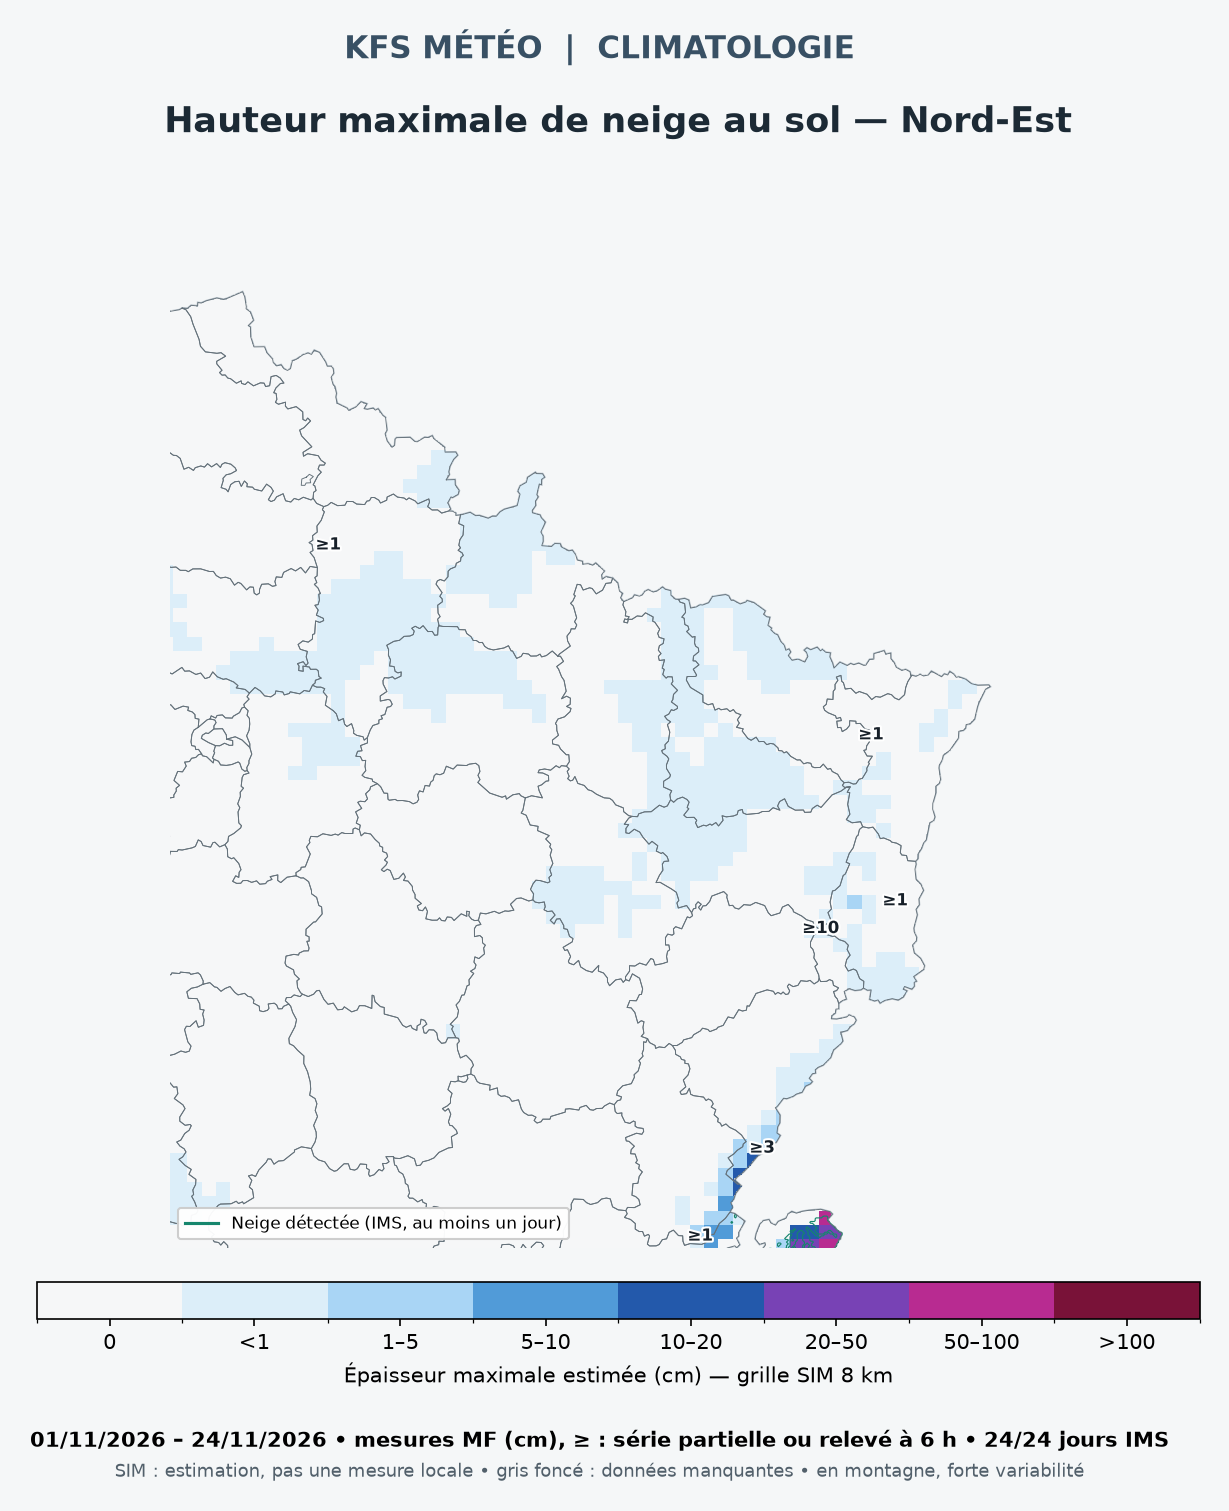 KFS MÉTÉO | CLIMATOLOGIE
Hauteur maximale de neige au sol — Nord-Est
≥1
≥1
≥1
≥10
≥3
≥1
Neige détectée (IMS, au moins un jour)
0 <1 1–5 5–10 10–20 20–50 50–100 >100
Épaisseur maximale estimée (cm) — grille SIM 8 km
01/11/2026 – 24/11/2026 • mesures MF (cm), ≥ : série partielle ou relevé à 6 h • 24/24 jours IMS
SIM : estimation, pas une mesure locale • gris foncé : données manquantes • en montagne, forte variabilité